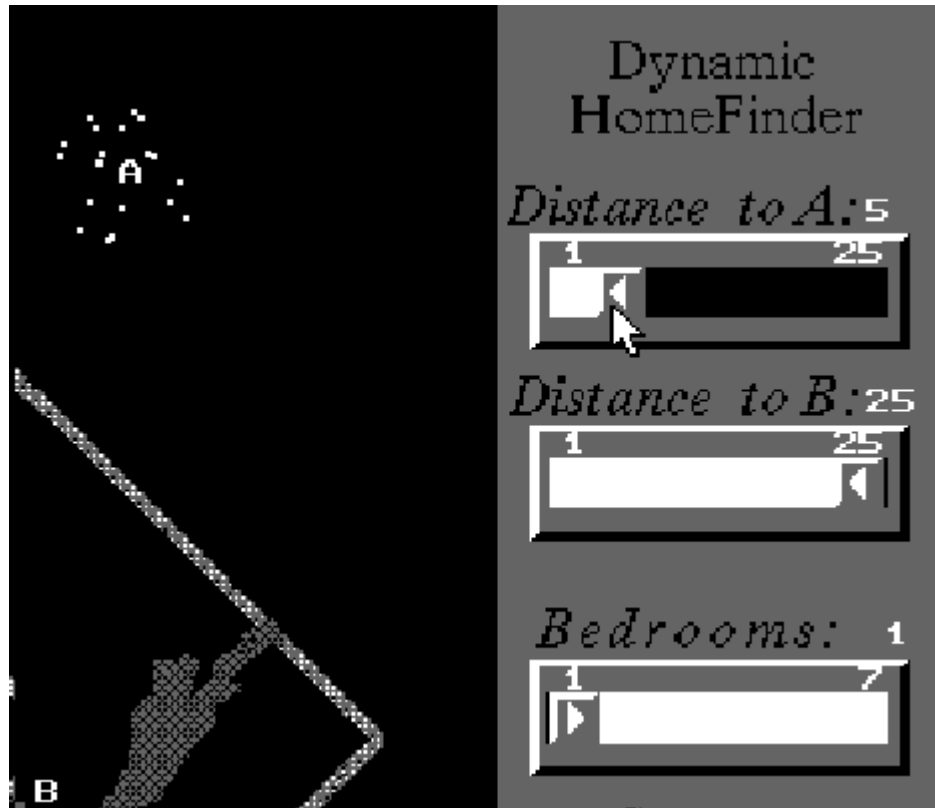 Dynamic
HomeFinder
A
Distance to A: 5
1 25
Distance to B: 25
1 25
Bedrooms: 1
1 7
B